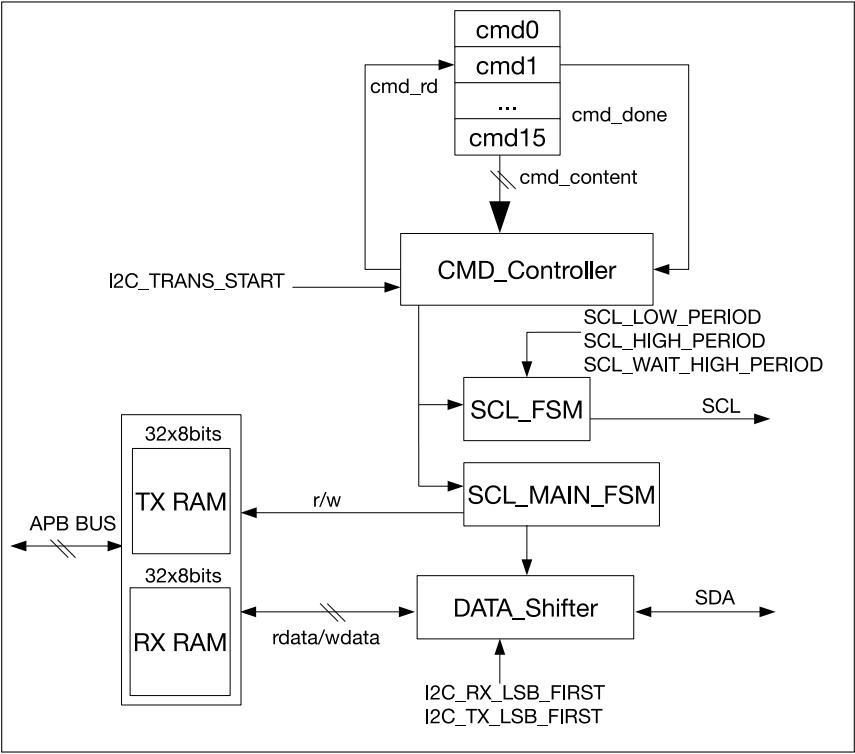 cmd0
cmd1
...
cmd15
cmd_rd
cmd_done
cmd_content
CMD_Controller
I2C_TRANS_START
SCL_LOW_PERIOD
SCL_HIGH_PERIOD
SCL_WAIT_HIGH_PERIOD
SCL_FSM
SCL
32x8bits
TX RAM
SCL_MAIN_FSM
r/w
APB BUS
32x8bits
RX RAM
rdata/wdata
DATA_Shifter
SDA
I2C_RX_LSB_FIRST
I2C_TX_LSB_FIRST